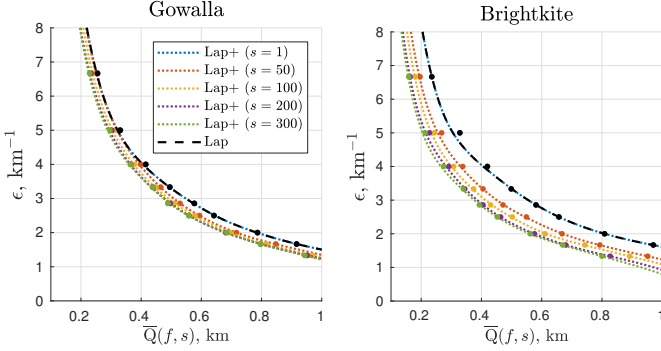 Gowalla
8
7
6
5
4
3
2
1
0
ϵ, km⁻¹
Lap+ (s = 1)
Lap+ (s = 50)
Lap+ (s = 100)
Lap+ (s = 200)
Lap+ (s = 300)
Lap
0.2 0.4 0.6 0.8 1
Q̅(f, s), km
Brightkite
8
7
6
5
4
3
2
1
0
ϵ, km⁻¹
0.2 0.4 0.6 0.8 1
Q̅(f, s), km